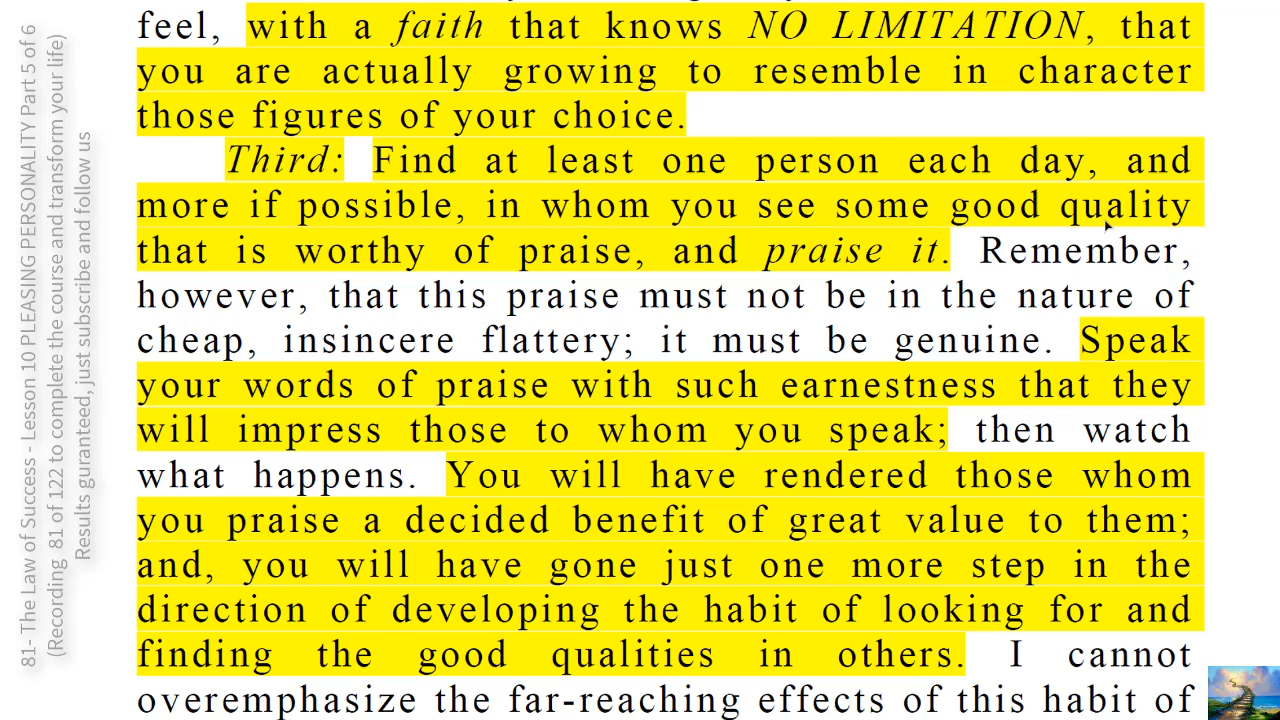 feel, with a faith that knows NO LIMITATION, that
you are actually growing to resemble in character
those figures of your choice.
Third: Find at least one person each day, and
more if possible, in whom you see some good quality
that is worthy of praise, and praise it. Remember,
however, that this praise must not be in the nature of
cheap, insincere flattery; it must be genuine. Speak
your words of praise with such earnestness that they
will impress those to whom you speak; then watch
what happens. You will have rendered those whom
you praise a decided benefit of great value to them;
and, you will have gone just one more step in the
direction of developing the habit of looking for and
finding the good qualities in others. I cannot
overemphasize the far-reaching effects of this habit of
81- The Law of Success - Lesson 10 PLEASING PERSONALITY Part 5 of 6
(Recording 81 of 122 to complete the course and transform your life)
Results guranteed, just subscribe and follow us